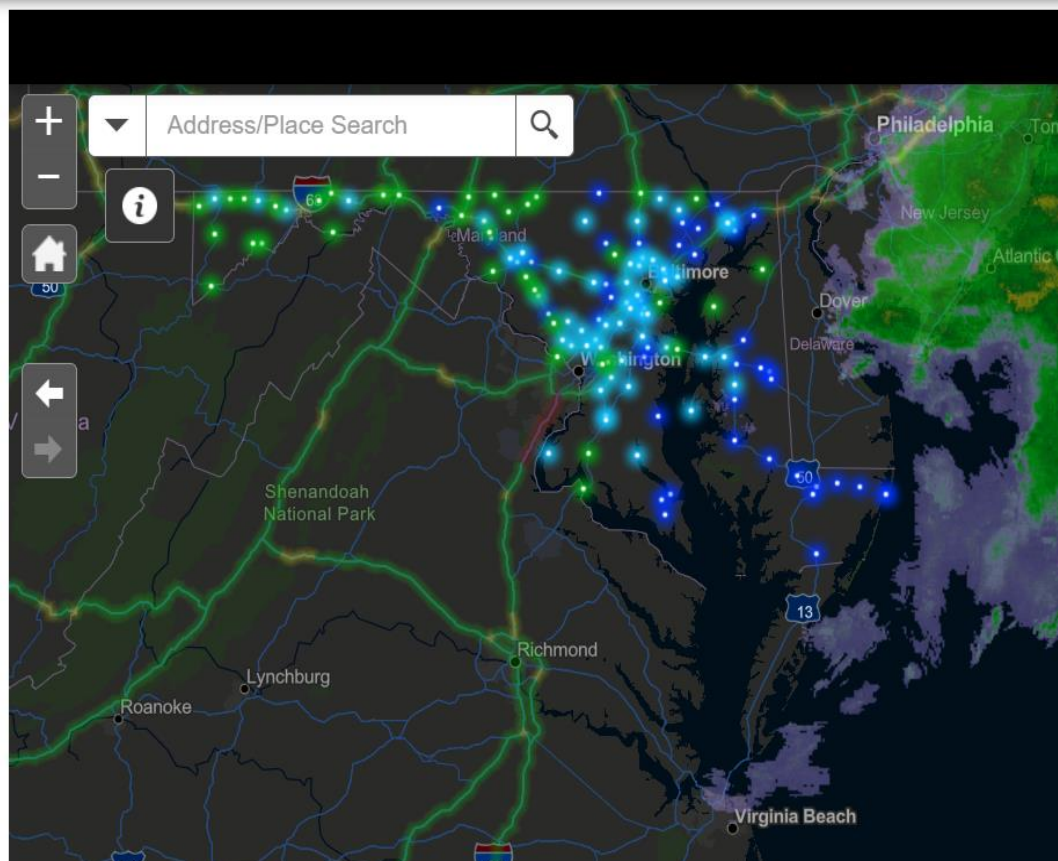 +
Address/Place Search
−
i
Philadelphia
New Jersey
Maryland
Atlantic
50
Baltimore
Dover
Delaware
Washington
50
Shenandoah
National Park
13
Richmond
Lynchburg
Roanoke
Virginia Beach